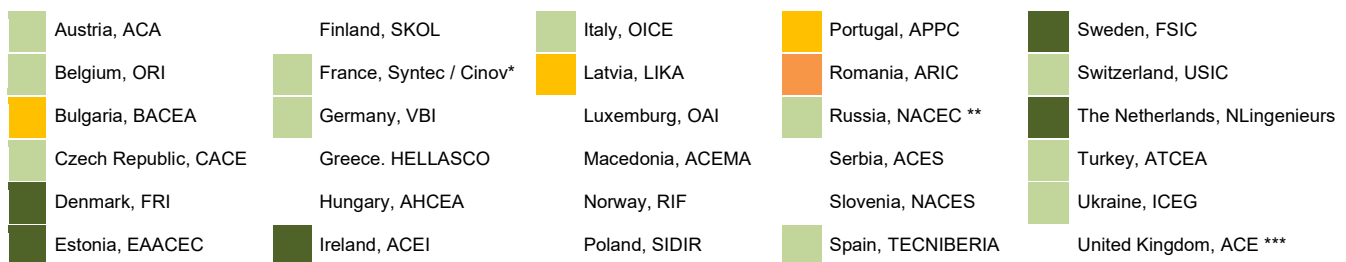 Austria, ACA
Belgium, ORI
Bulgaria, BACEA
Czech Republic, CACE
Denmark, FRI
Estonia, EAACEC
Finland, SKOL
France, Syntec / Cinov*
Germany, VBI
Greece. HELLASCO
Hungary, AHCEA
Ireland, ACEI
Italy, OICE
Latvia, LIKA
Luxemburg, OAI
Macedonia, ACEMA
Norway, RIF
Poland, SIDIR
Portugal, APPC
Romania, ARIC
Russia, NACEC **
Serbia, ACES
Slovenia, NACES
Spain, TECNIBERIA
Sweden, FSIC
Switzerland, USIC
The Netherlands, NLingenieurs
Turkey, ATCEA
Ukraine, ICEG
United Kingdom, ACE ***